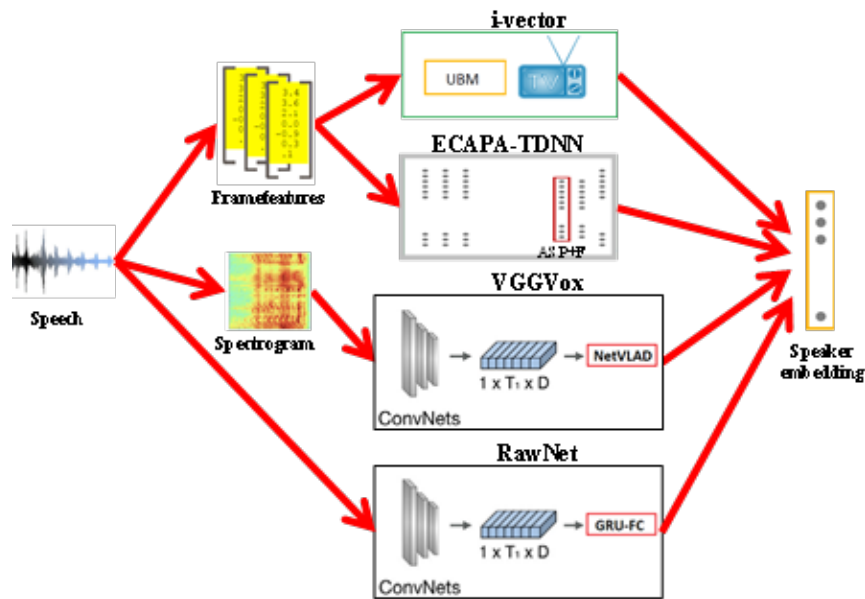 i-vector
UBM
TV
ECAPA-TDNN
Framefeatures
ASP+F
Speech
VGGVox
Spectrogram
NetVLAD
1 x T₁ x D
ConvNets
Speaker
embedding
RawNet
GRU-FC
1 x T₁ x D
ConvNets